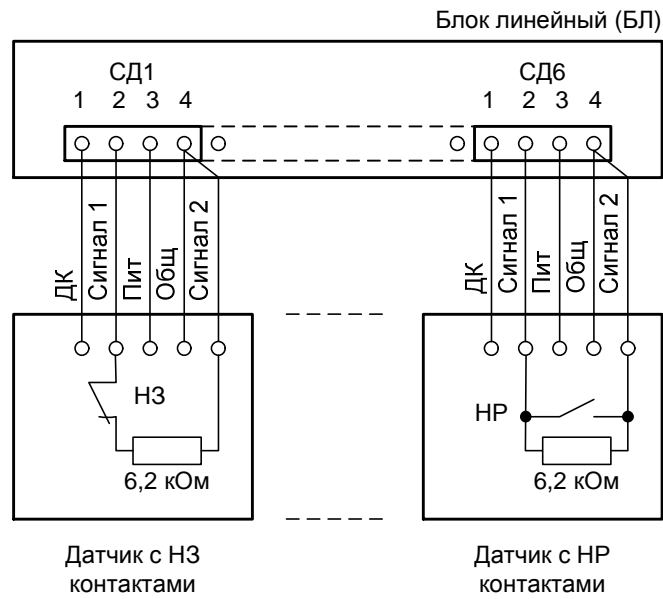 Блок линейный (БЛ)
СД1
1 2 3 4
СД6
1 2 3 4
ДК
Сигнал 1
Пит
Общ
Сигнал 2
ДК
Сигнал 1
Пит
Общ
Сигнал 2
НЗ
6,2 кОм
НР
6,2 кОм
Датчик с НЗ
контактами
Датчик с НР
контактами